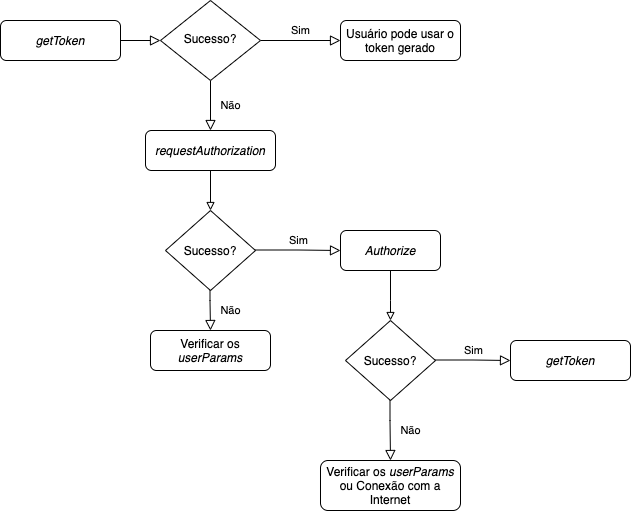 getToken
Sucesso?
Sim
Usuário pode usar o
token gerado
Não
requestAuthorization
Sucesso?
Sim
Authorize
Não
Verificar os
userParams
Sucesso?
Sim
getToken
Não
Verificar os userParams
ou Conexão com a
Internet